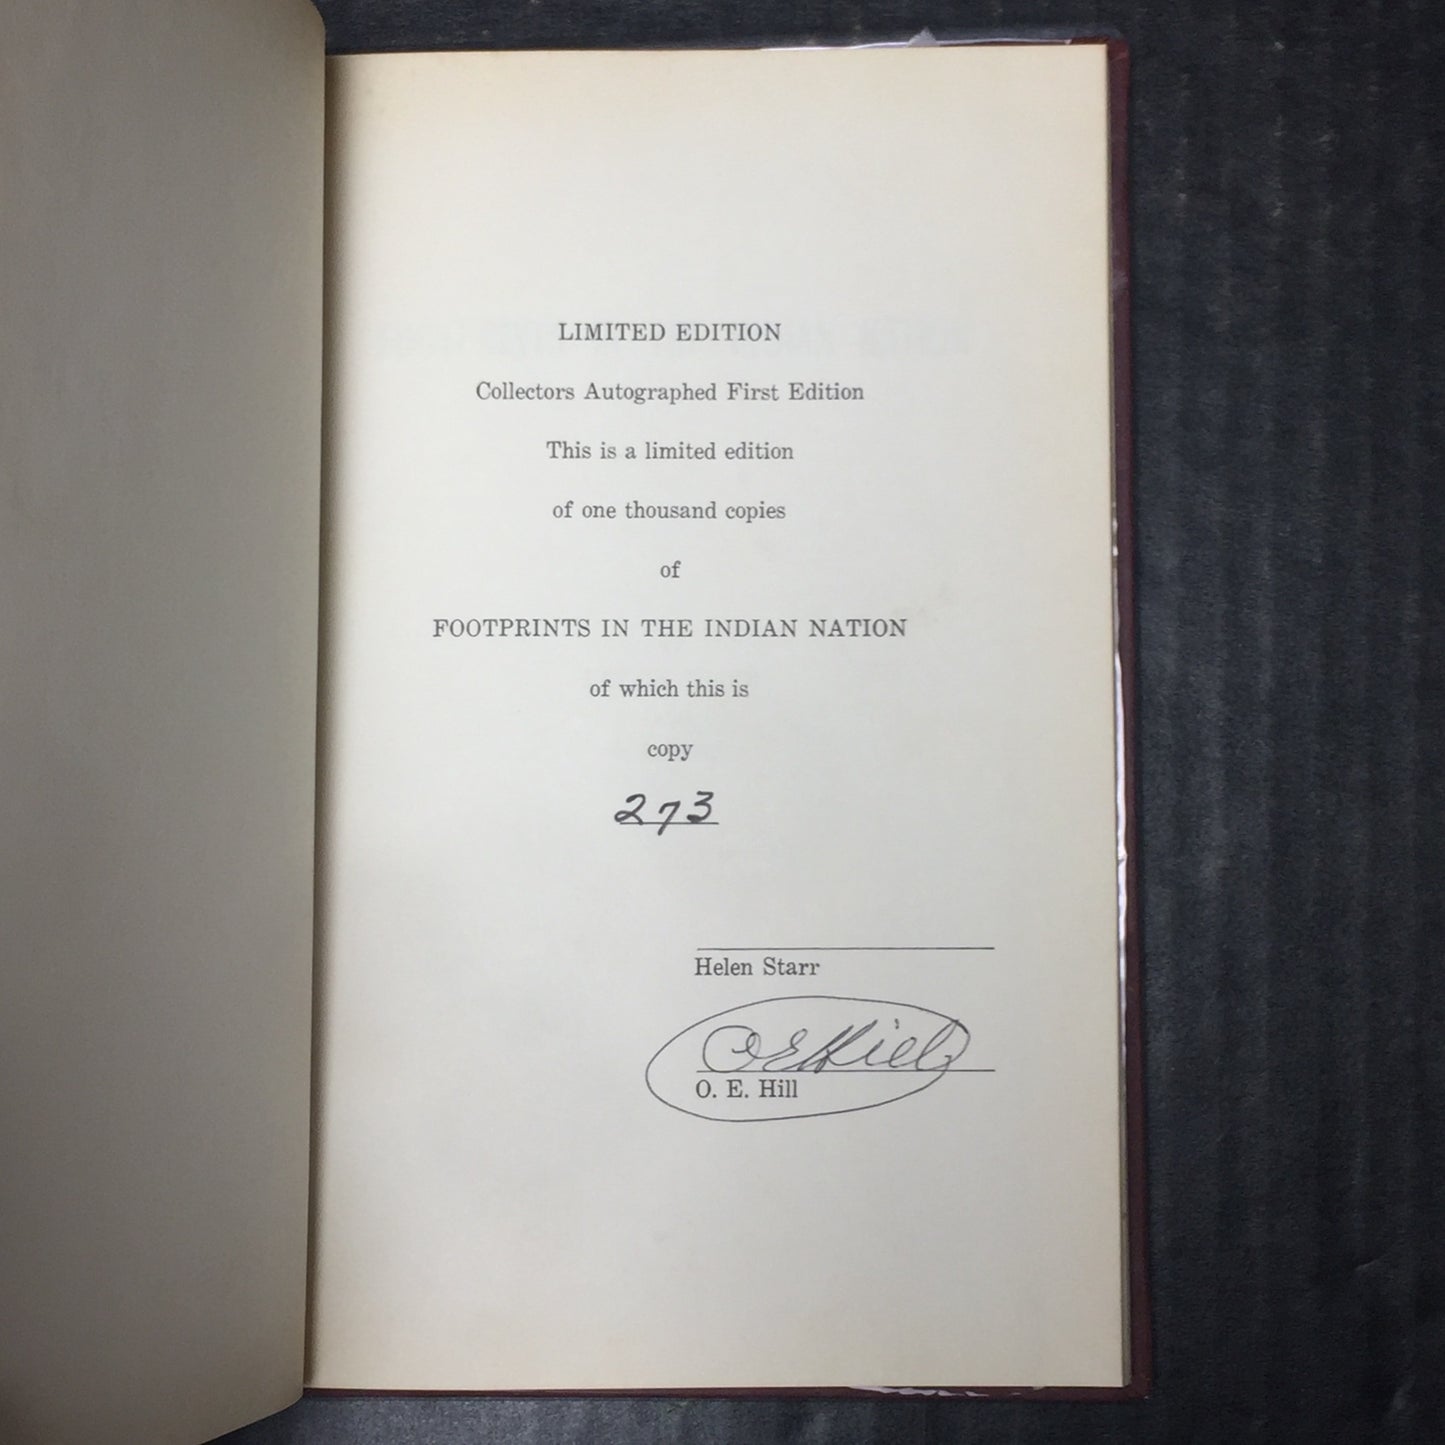 LIMITED EDITION
Collectors Autographed First Edition
This is a limited edition
of one thousand copies
of
FOOTPRINTS IN THE INDIAN NATION
of which this is
copy
273
Helen Starr
O E Hill
O. E. Hill